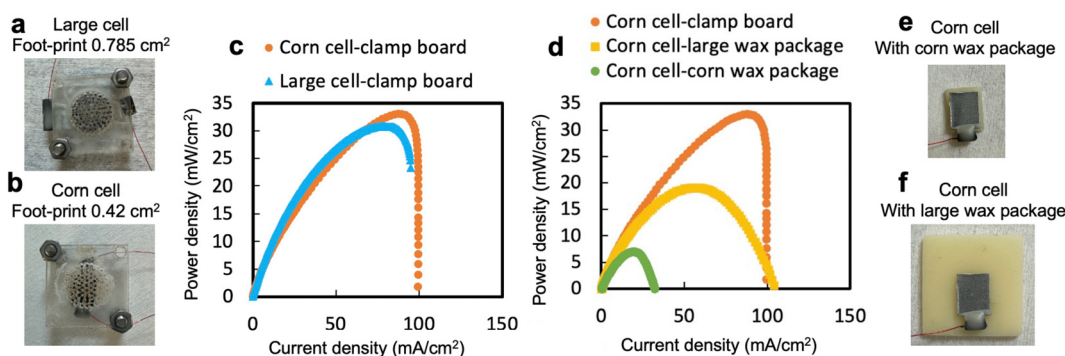 a
Large cell
Foot-print 0.785 cm²
b
Corn cell
Foot-print 0.42 cm²
c
Corn cell-clamp board
Large cell-clamp board
Power density (mW/cm²)
35
30
25
20
15
10
5
0
0
50
100
150
Current density (mA/cm²)
d
Corn cell-clamp board
Corn cell-large wax package
Corn cell-corn wax package
Power density (mW/cm²)
35
30
25
20
15
10
5
0
0
50
100
150
Current density (mA/cm²)
e
Corn cell
With corn wax package
f
Corn cell
With large wax package